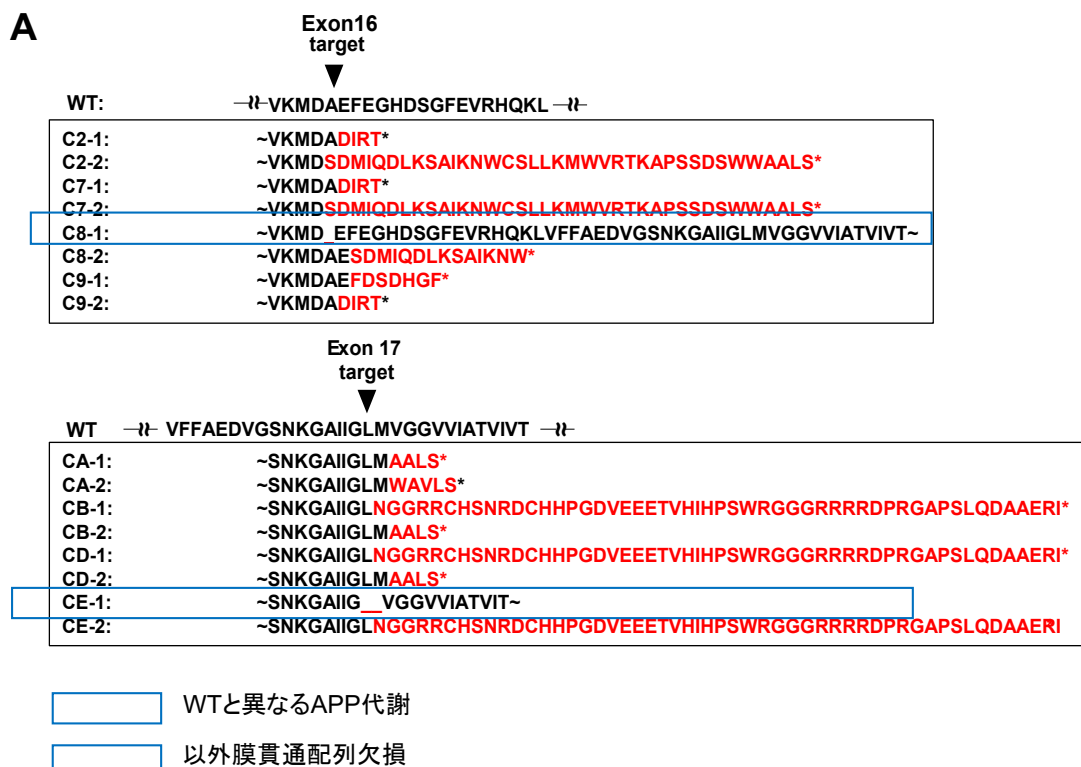 A
Exon16
target
WT: VKMDAEFEGHDSGFEVRHQKL
C2-1: ~VKMDADIRT*
C2-2: ~VKMDSDMIQDLKSAIKNWCSLLKMWVRTKAPSSDSWWAALS*
C7-1: ~VKMDADIRT*
C7-2: ~VKMDSDMIQDLKSAIKNWCSLLKMWVRTKAPSSDSWWAALS*
C8-1: ~VKMD_EFEGHDSGFEVRHQKLVFFAEDVGSNKGAIIGLMVGGVVIATVIVT~
C8-2: ~VKMDAESDMIQDLKSAIKNW*
C9-1: ~VKMDAEFDSDHGF*
C9-2: ~VKMDADIRT*
Exon 17
target
WT VFFAEDVGSNKGAIIGLMVGGVVIATVIVT
CA-1: ~SNKGAIIGLMAALS*
CA-2: ~SNKGAIIGLMWAVLS*
CB-1: ~SNKGAIIGLNGGRRCHSNRDCHHPGDVEEETVHIHPSWRGGGRRRRDPRGAPSLQDAAERI*
CB-2: ~SNKGAIIGLMAALS*
CD-1: ~SNKGAIIGLNGGRRCHSNRDCHHPGDVEEETVHIHPSWRGGGRRRRDPRGAPSLQDAAERI*
CD-2: ~SNKGAIIGLMAALS*
CE-1: ~SNKGAIIG__VGGVVIATVIT~
CE-2: ~SNKGAIIGLNGGRRCHSNRDCHHPGDVEEETVHIHPSWRGGGRRRRDPRGAPSLQDAAERI
WTと異なるAPP代謝
以外膜貫通配列欠損